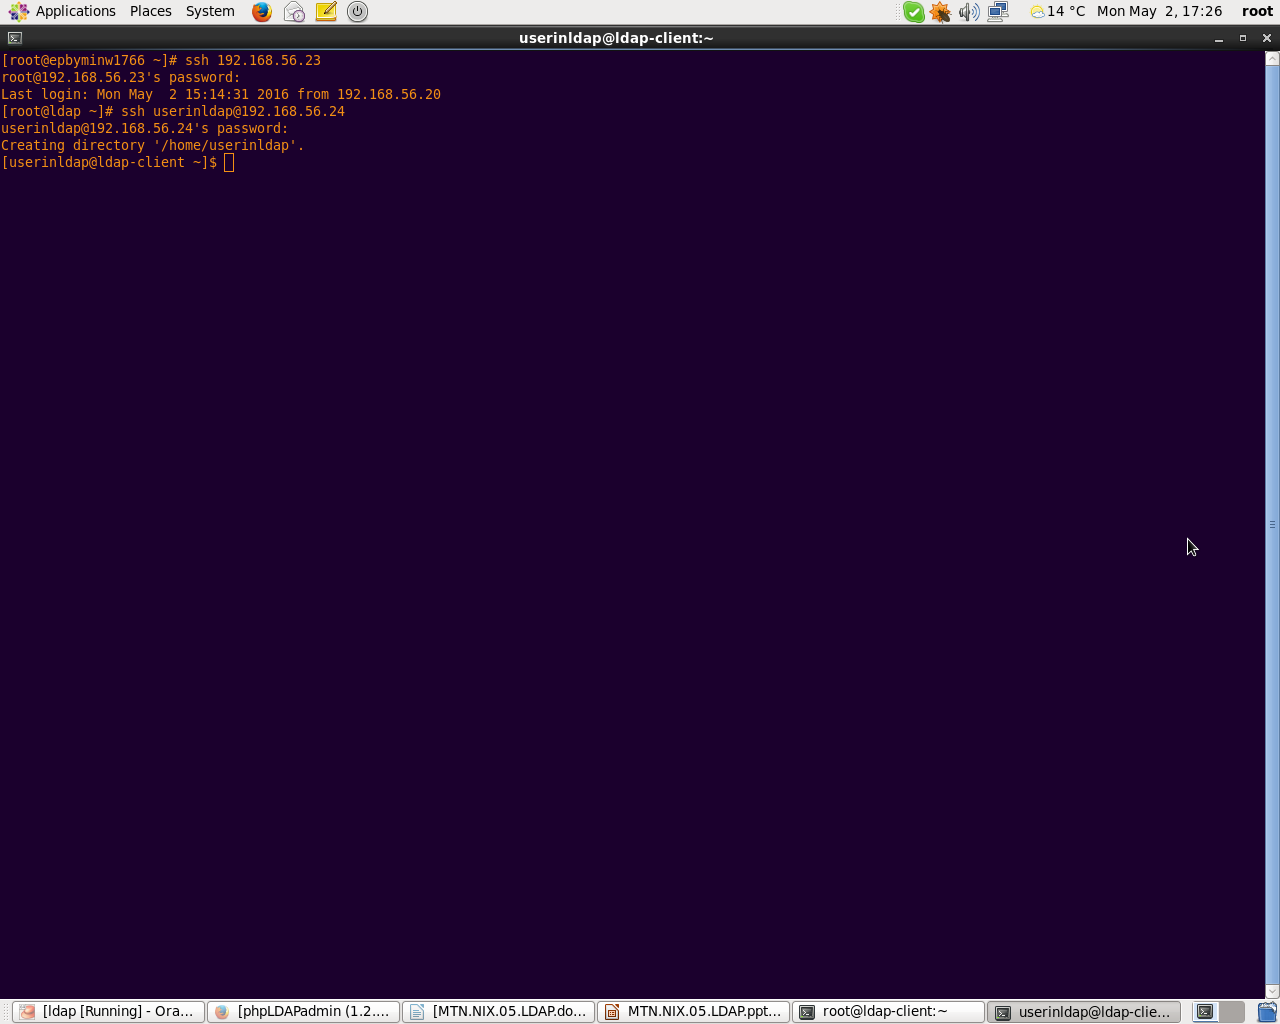 Applications Places System 14 °C Mon May 2, 17:26 root
userinldap@ldap-client:~
[root@epbyminw1766 ~]# ssh 192.168.56.23
root@192.168.56.23's password:
Last login: Mon May  2 15:14:31 2016 from 192.168.56.20
[root@ldap ~]# ssh userinldap@192.168.56.24
userinldap@192.168.56.24's password:
Creating directory '/home/userinldap'.
[userinldap@ldap-client ~]$
[ldap [Running] - Ora... [phpLDAPadmin (1.2.... [MTN.NIX.05.LDAP.do... MTN.NIX.05.LDAP.ppt... root@ldap-client:~ userinldap@ldap-clie...